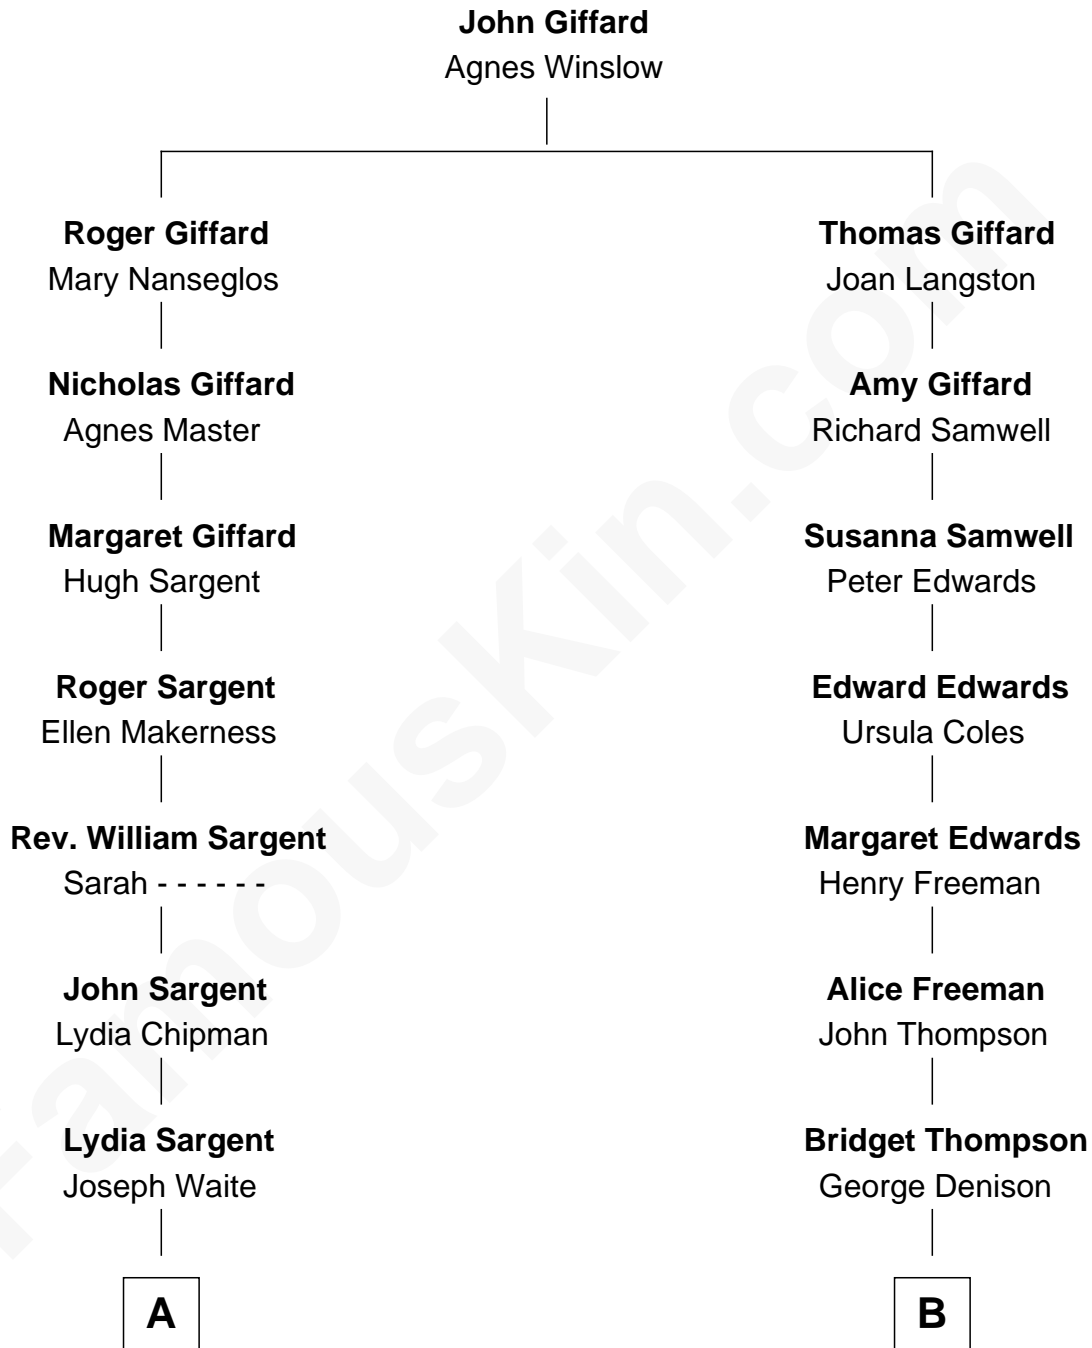 John Giffard
Agnes Winslow
Roger Giffard
Mary Nanseglos
Nicholas Giffard
Agnes Master
Margaret Giffard
Hugh Sargent
Roger Sargent
Ellen Makerness
Rev. William Sargent
Sarah - - - - - -
John Sargent
Lydia Chipman
Lydia Sargent
Joseph Waite
A
Thomas Giffard
Joan Langston
Amy Giffard
Richard Samwell
Susanna Samwell
Peter Edwards
Edward Edwards
Ursula Coles
Margaret Edwards
Henry Freeman
Alice Freeman
John Thompson
Bridget Thompson
George Denison
B
FamousKin.com